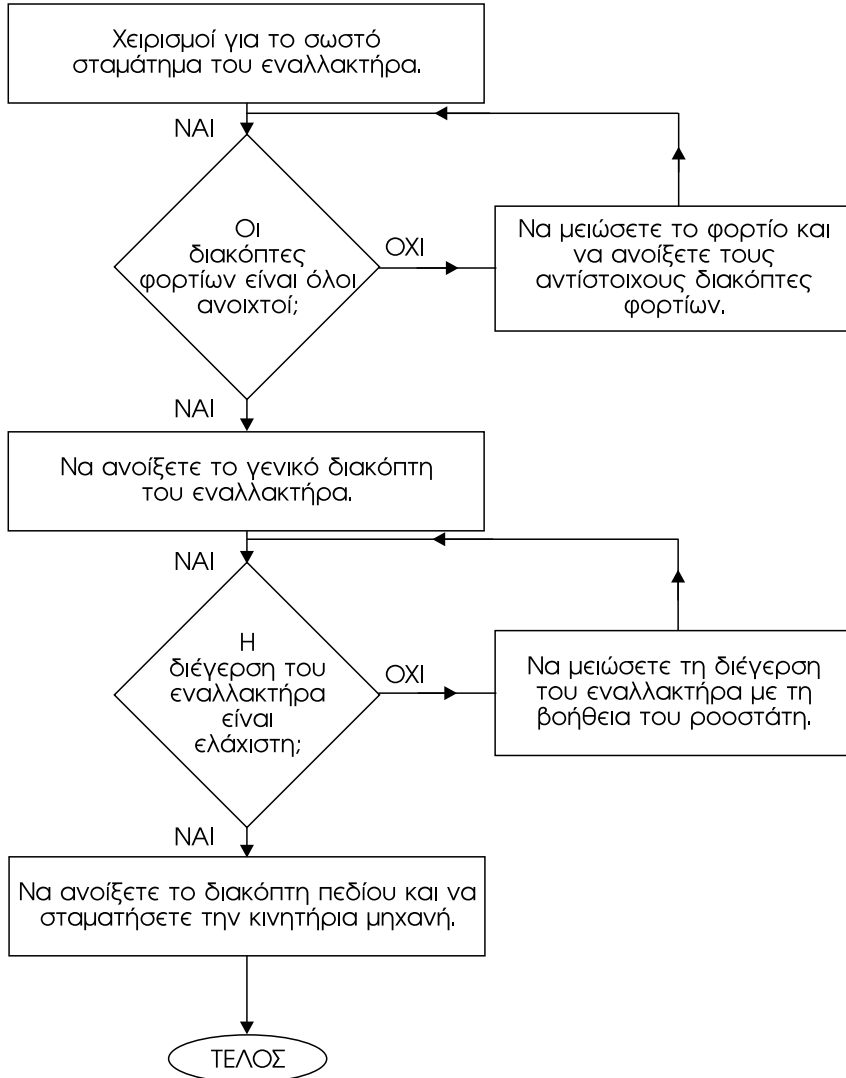 Χειρισμοί για το σωστό
σταμάτημα του εναλλακτήρα.
ΝΑΙ
Οι
διακόπτες
φορτίων είναι όλοι
ανοιχτοί;
ΟΧΙ
Να μειώσετε το φορτίο και
να ανοίξετε τους
αντίστοιχους διακόπτες
φορτίων.
ΝΑΙ
Να ανοίξετε το γενικό διακόπτη
του εναλλακτήρα.
ΝΑΙ
Η
διέγερση του
εναλλακτήρα
είναι
ελάχιστη;
ΟΧΙ
Να μειώσετε τη διέγερση
του εναλλακτήρα με τη
βοήθεια του ροοστάτη.
ΝΑΙ
Να ανοίξετε το διακόπτη πεδίου και να
σταματήσετε την κινητήρια μηχανή.
ΤΕΛΟΣ